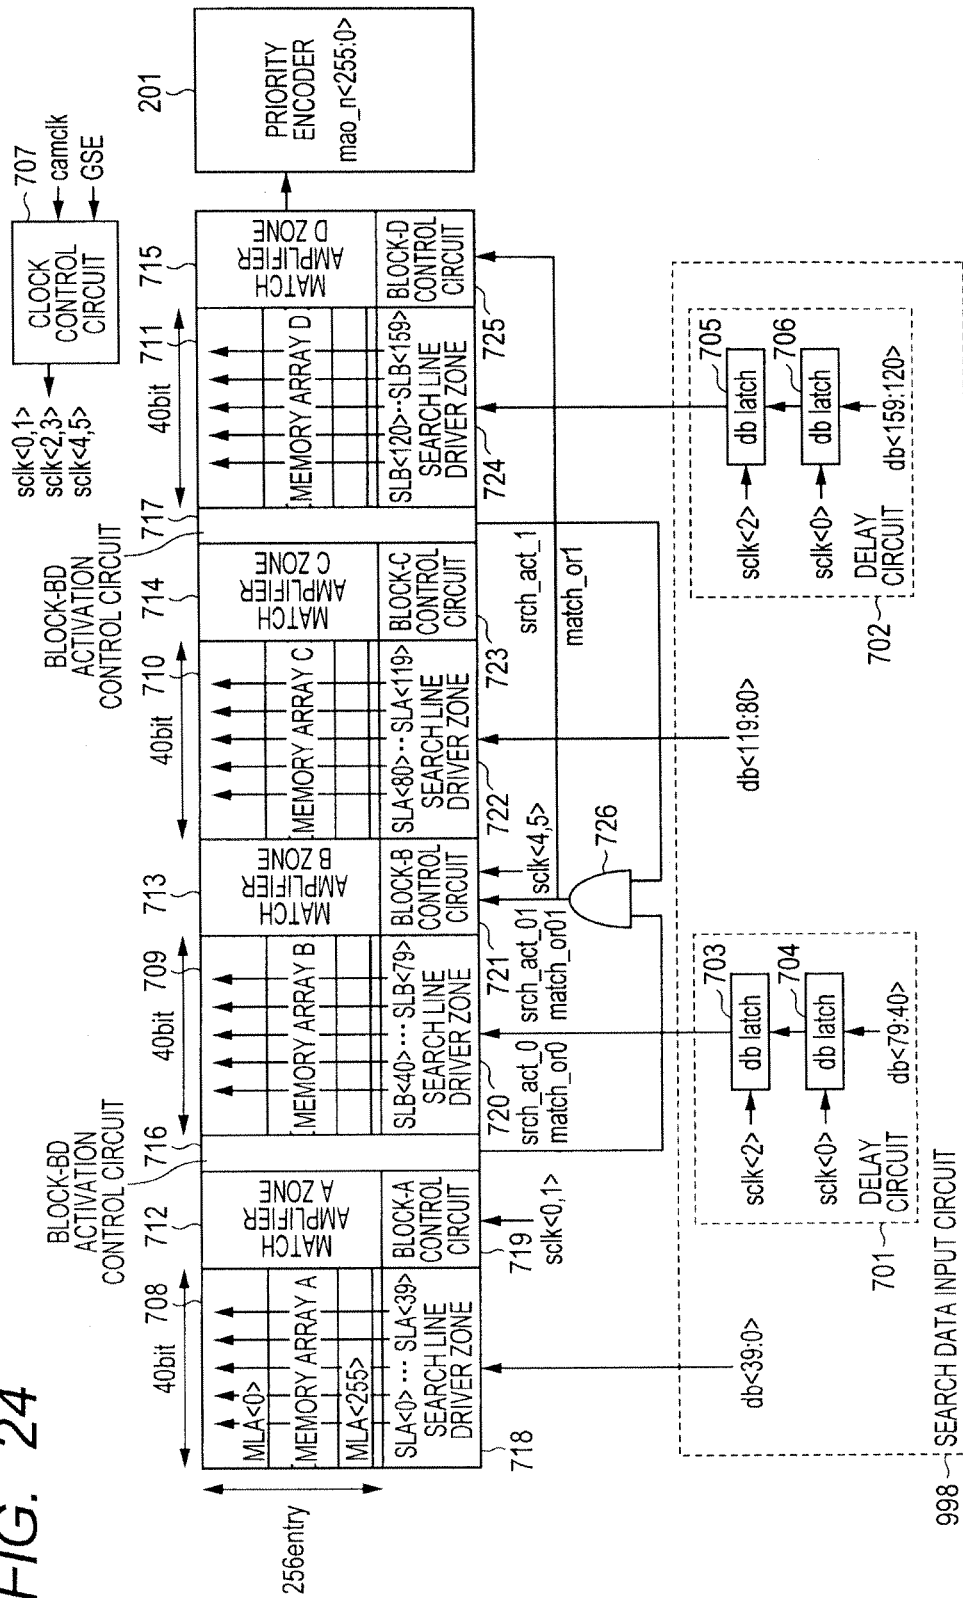 FIG. 24
sclk<0,1>
sclk<2,3>
sclk<4,5>
CLOCK
CONTROL
CIRCUIT
707
camclk
GSE
BLOCK-BD
ACTIVATION
CONTROL CIRCUIT
BLOCK-BD
ACTIVATION
CONTROL CIRCUIT
40bit
708
712
716
40bit
709
713
40bit
710
714
717
40bit
711
715
201
256entry
MLA<0>
MEMORY ARRAY A
MLA<255>
SLA<0> ... SLA<39>
SEARCH LINE
DRIVER ZONE
MATCH
AMPLIFIER
A ZONE
BLOCK-A
CONTROL
CIRCUIT
MEMORY ARRAY B
SLB<40> ... SLB<79>
SEARCH LINE
DRIVER ZONE
MATCH
AMPLIFIER
B ZONE
BLOCK-B
CONTROL
CIRCUIT
MEMORY ARRAY C
SLA<80> .. SLA<119>
SEARCH LINE
DRIVER ZONE
MATCH
AMPLIFIER
C ZONE
BLOCK-C
CONTROL
CIRCUIT
MEMORY ARRAY D
SLB<120>..SLB<159>
SEARCH LINE
DRIVER ZONE
MATCH
AMPLIFIER
D ZONE
BLOCK-D
CONTROL
CIRCUIT
PRIORITY
ENCODER
mao_n<255:0>
718
719
sclk<0,1>
720
srch_act_0
match_or0
721
srch_act_01
match_or01
sclk<4,5>
722
723
srch_act_1
match_or1
724
725
726
db<39:0>
703
db latch
sclk<2>
704
db latch
sclk<0>
DELAY
CIRCUIT
db<79:40>
701
db<119:80>
705
db latch
sclk<2>
706
db latch
sclk<0>
DELAY
CIRCUIT
db<159:120>
702
998
SEARCH DATA INPUT CIRCUIT